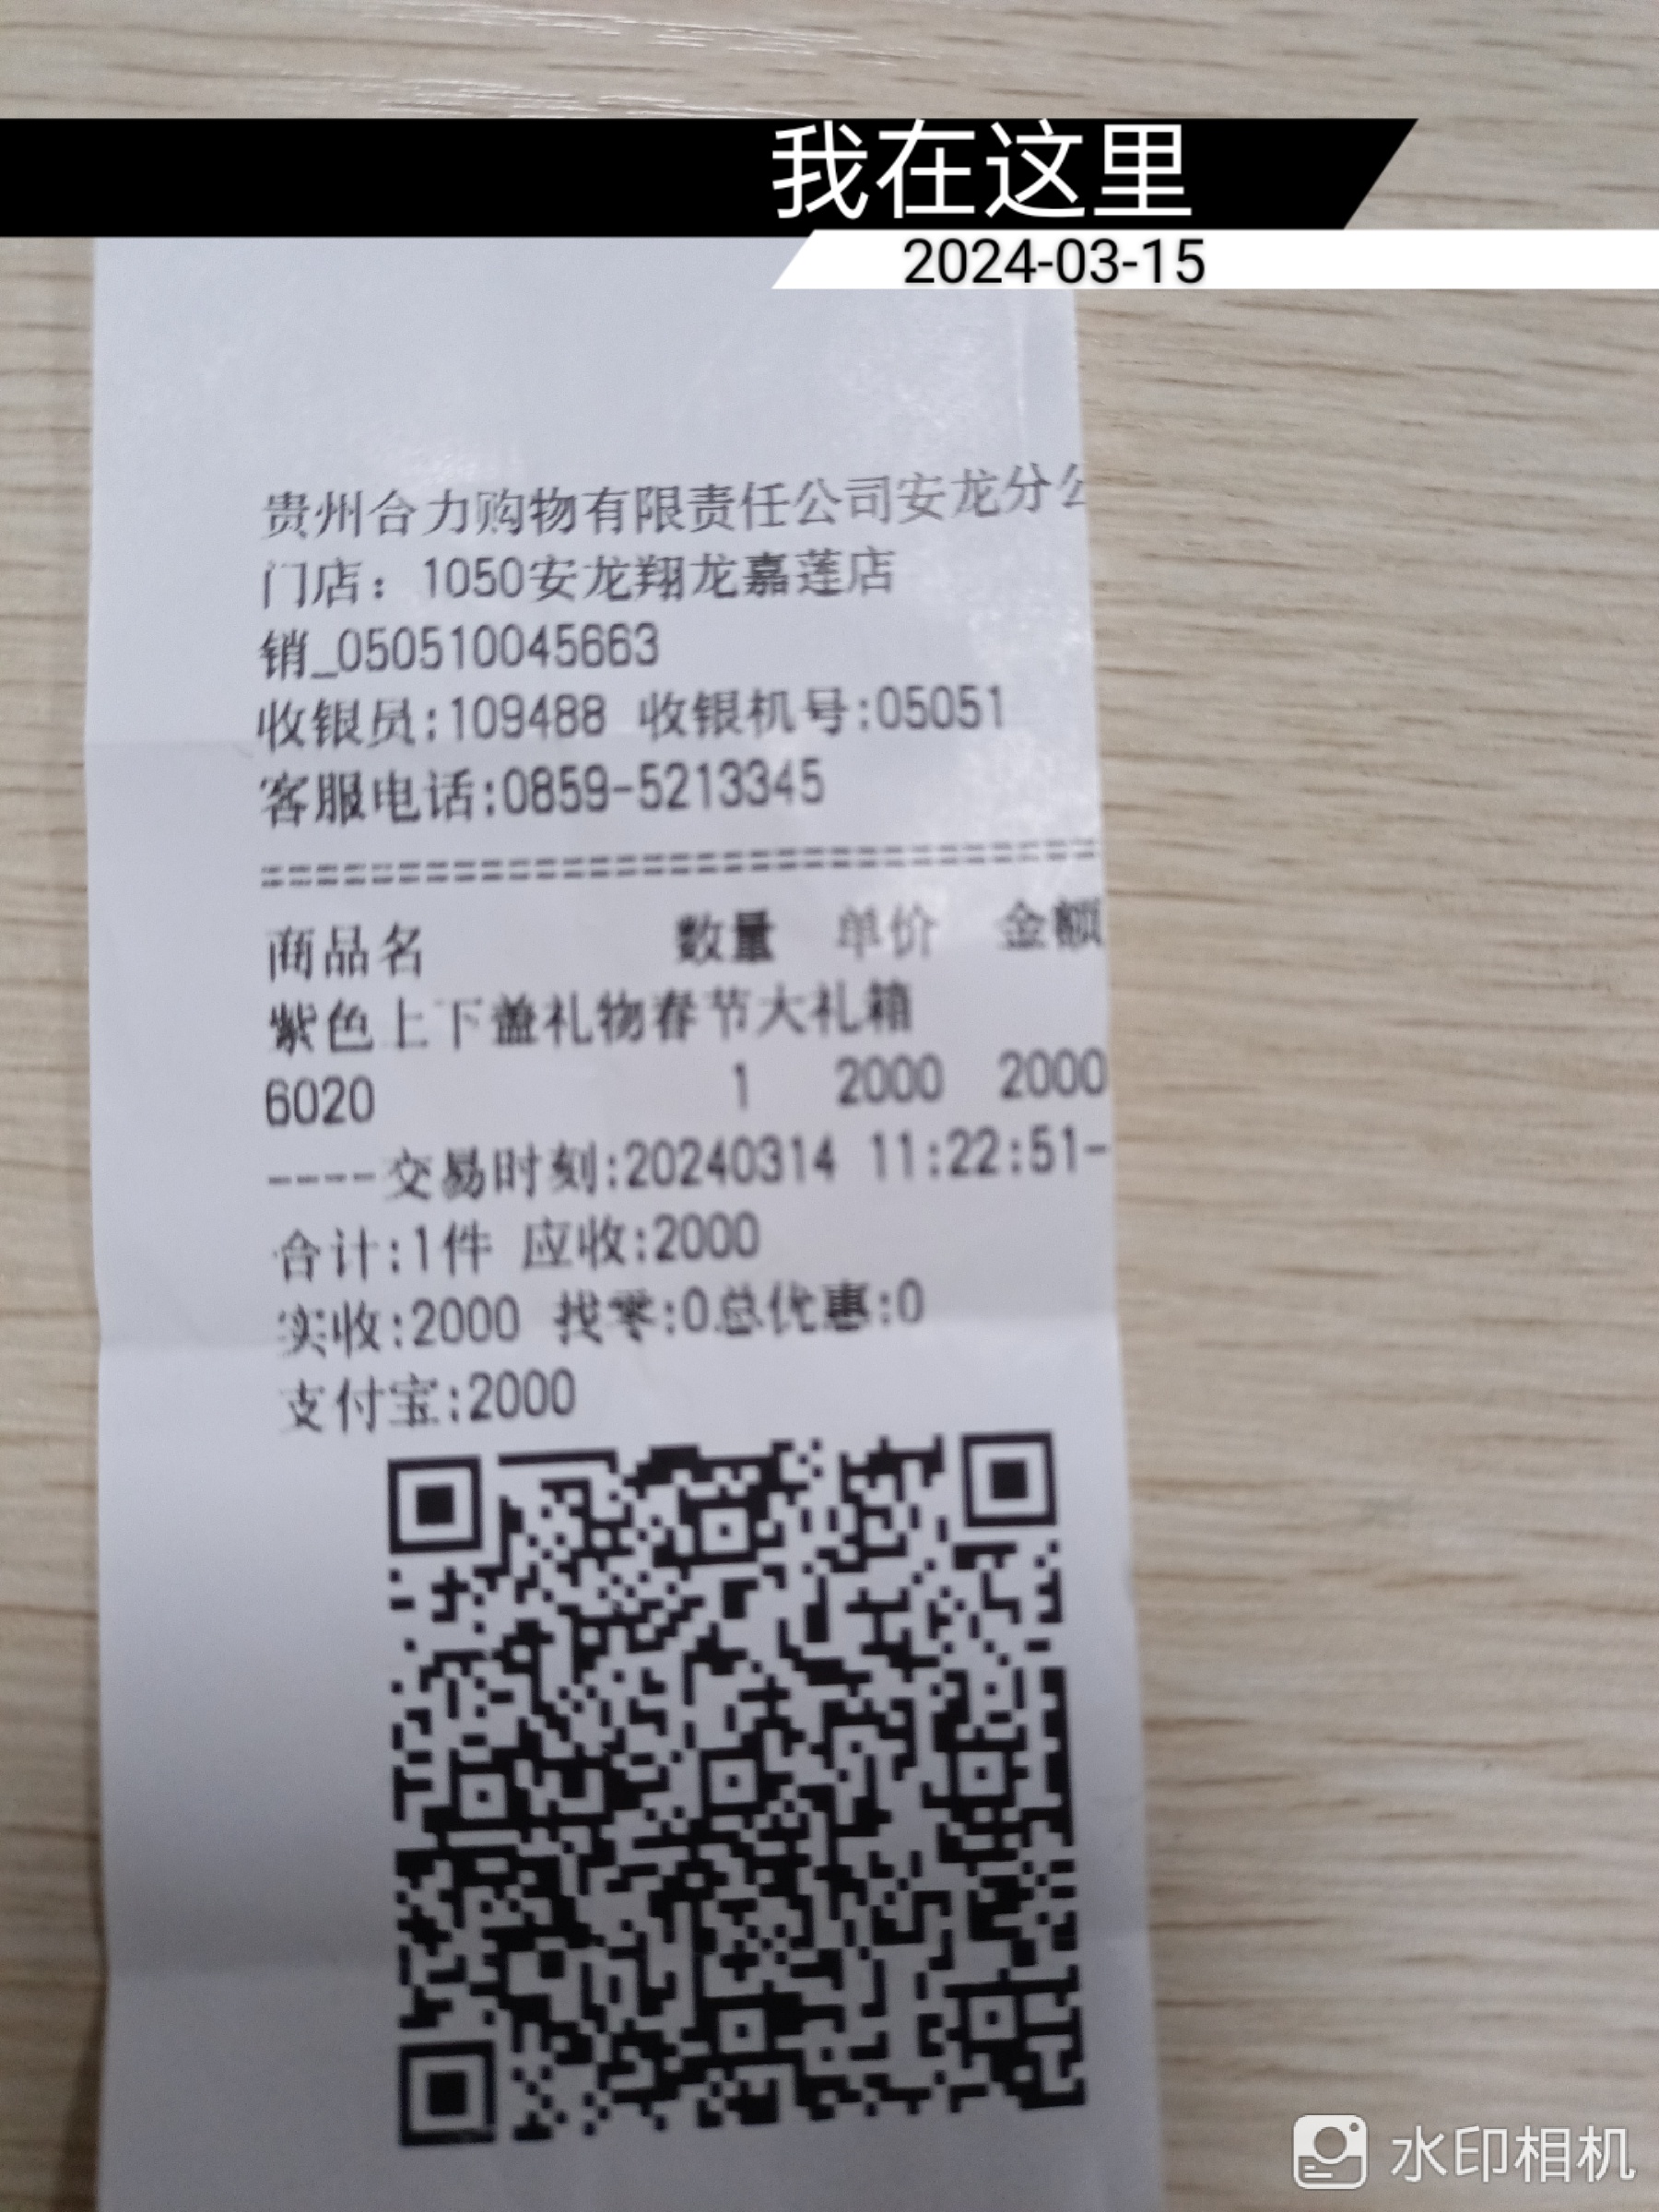 我在这里
2024-03-15
贵州合力购物有限责任公司安龙分公
门店：1050安龙翔龙嘉莲店
销_050510045663
收银员:109488 收银机号:05051
客服电话:0859-5213345
================================
商品名 数量 单价 金额
紫色上下盖礼物春节大礼箱
6020 1 2000 2000
----交易时刻:20240314 11:22:51-
合计:1件 应收:2000
实收:2000 找零:0总优惠:0
支付宝:2000
水印相机